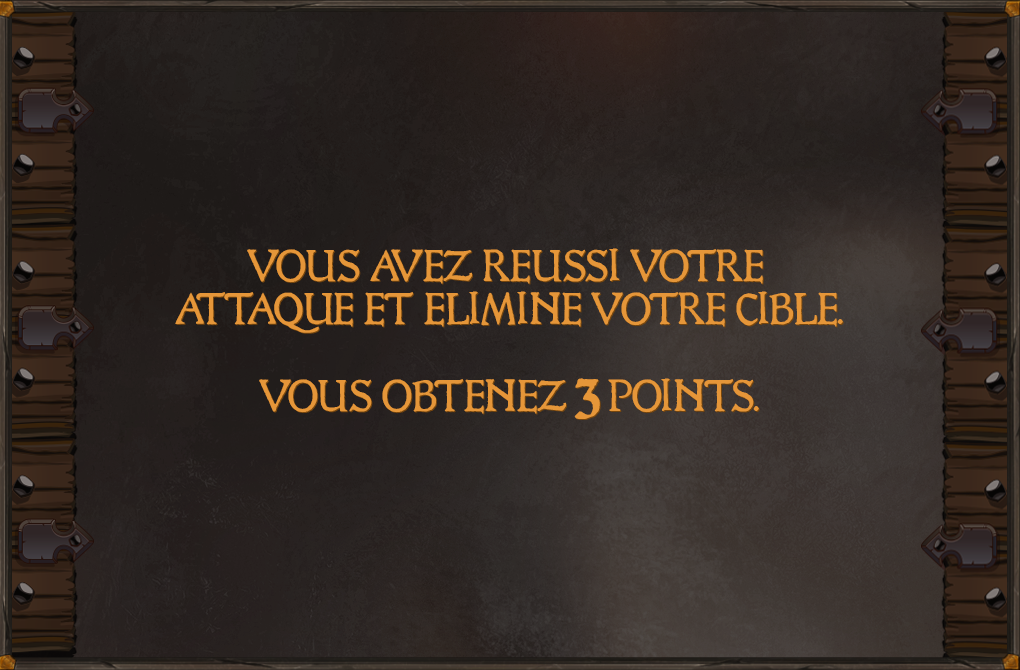 VOUS AVEZ REUSSI VOTRE
ATTAQUE ET ELIMINE VOTRE CIBLE.
VOUS OBTENEZ 3 POINTS.